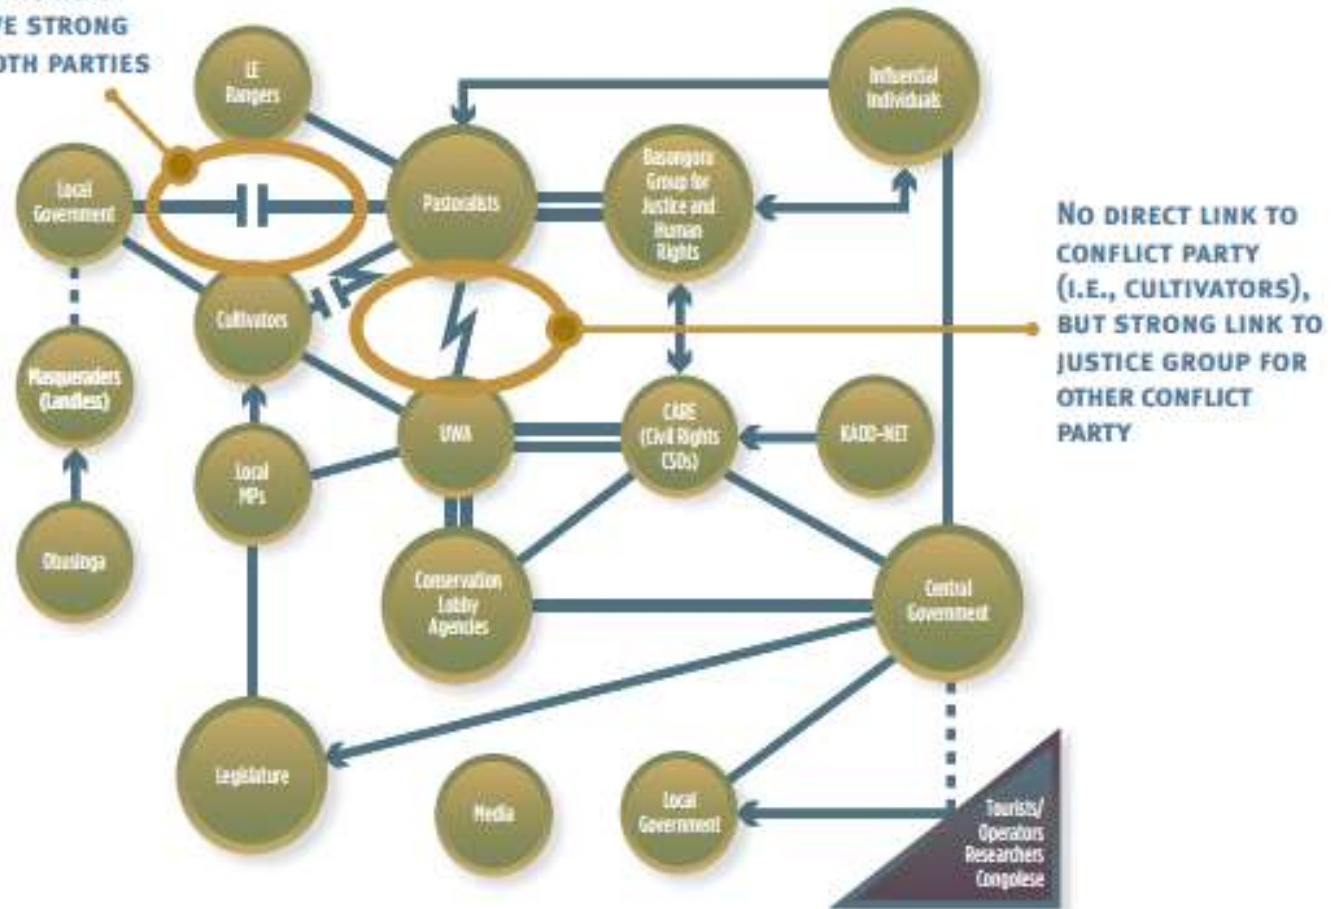 STRONG
PARTIES
LE
Rangers
Influential
Individuals
Local
Government
Pastoralists
Basongora
Group for
Justice and
Human
Rights
NO DIRECT LINK TO
CONFLICT PARTY
(I.E., CULTIVATORS),
BUT STRONG LINK TO
JUSTICE GROUP FOR
OTHER CONFLICT
PARTY
Cultivators
Masqueraders
(Landless)
Local
MPs
UWA
CARE
(Civil Rights
CSOs)
KADD-NET
Obusinga
Conservation
Lobby
Agencies
Central
Government
Legislature
Media
Local
Government
Tourists/
Operators
Researchers
Congolese